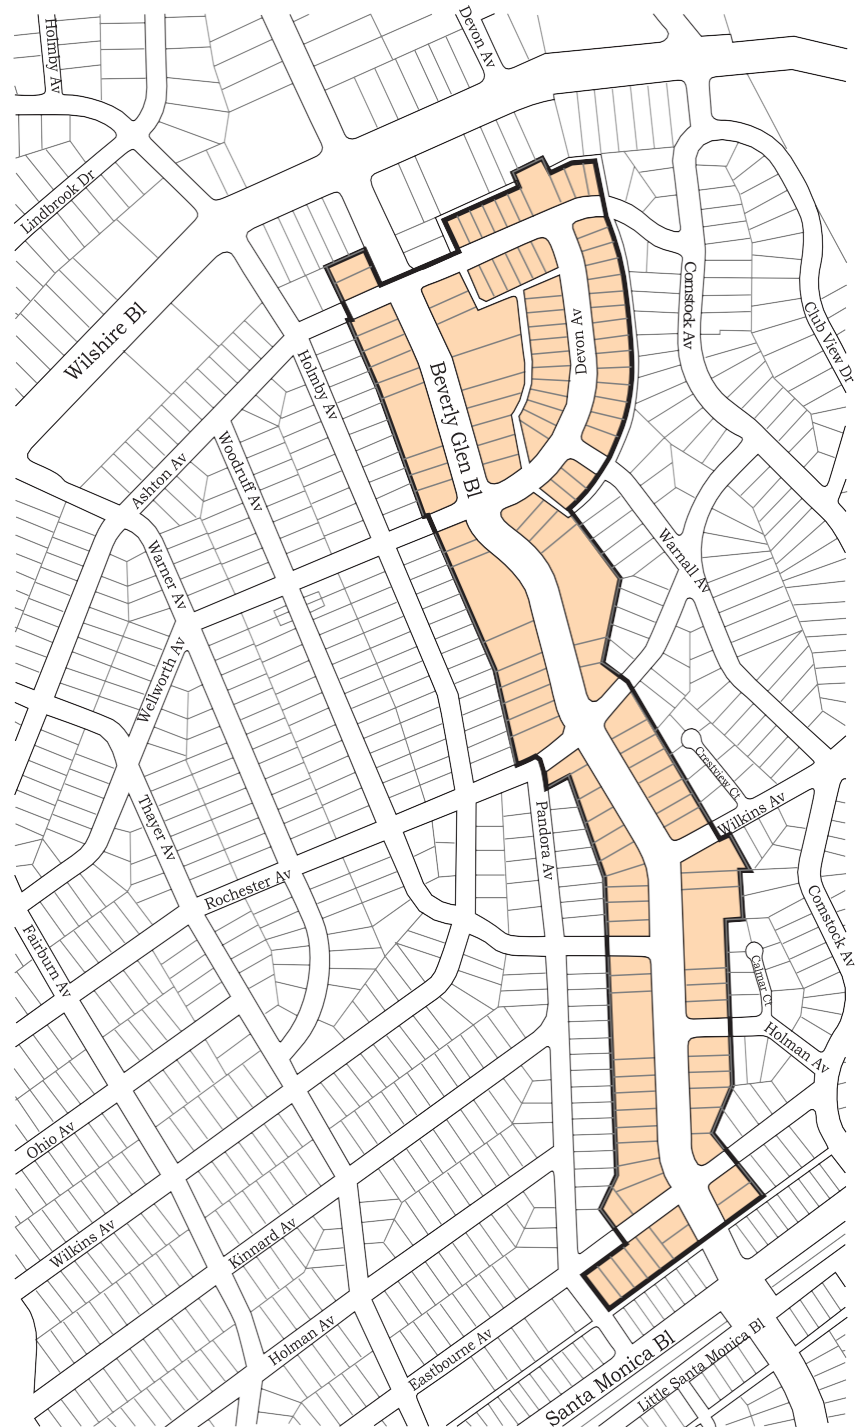 Holmby Av
Devon Av
Lindbrook Dr
Wilshire Bl
Comstock Av
Club View Dr
Devon Av
Holmby Av
Beverly Glen Bl
Woodruff Av
Ashton Av
Warner Av
Warnall Av
Wellworth Av
Crestview Ct
Wilkins Av
Thayer Av
Pandora Av
Rochester Av
Comstock Av
Fairburn Av
Calmar Ct
Holman Av
Ohio Av
Wilkins Av
Kinnard Av
Holman Av
Eastbourne Av
Santa Monica Bl
Little Santa Monica Bl